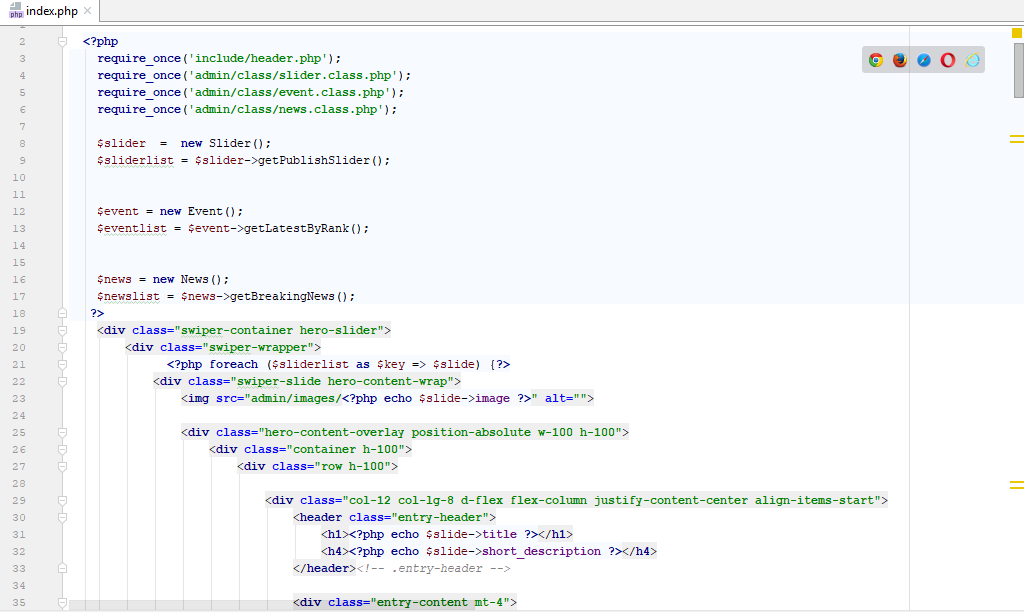 index.php
2 <?php
3 require_once('include/header.php');
4 require_once('admin/class/slider.class.php');
5 require_once('admin/class/event.class.php');
6 require_once('admin/class/news.class.php');
7
8 $slider  =  new Slider();
9 $sliderlist = $slider->getPublishSlider();
10
11
12 $event = new Event();
13 $eventlist = $event->getLatestByRank();
14
15
16 $news = new News();
17 $newslist = $news->getBreakingNews();
18 ?>
19 <div class="swiper-container hero-slider">
20 <div class="swiper-wrapper">
21 <?php foreach ($sliderlist as $key => $slide) {?>
22 <div class="swiper-slide hero-content-wrap">
23 <img src="admin/images/<?php echo $slide->image ?>" alt="">
24
25 <div class="hero-content-overlay position-absolute w-100 h-100">
26 <div class="container h-100">
27 <div class="row h-100">
28
29 <div class="col-12 col-lg-8 d-flex flex-column justify-content-center align-items-start">
30 <header class="entry-header">
31 <h1><?php echo $slide->title ?></h1>
32 <h4><?php echo $slide->short_description ?></h4>
33 </header><!-- .entry-header -->
34
35 <div class="entry-content mt-4">